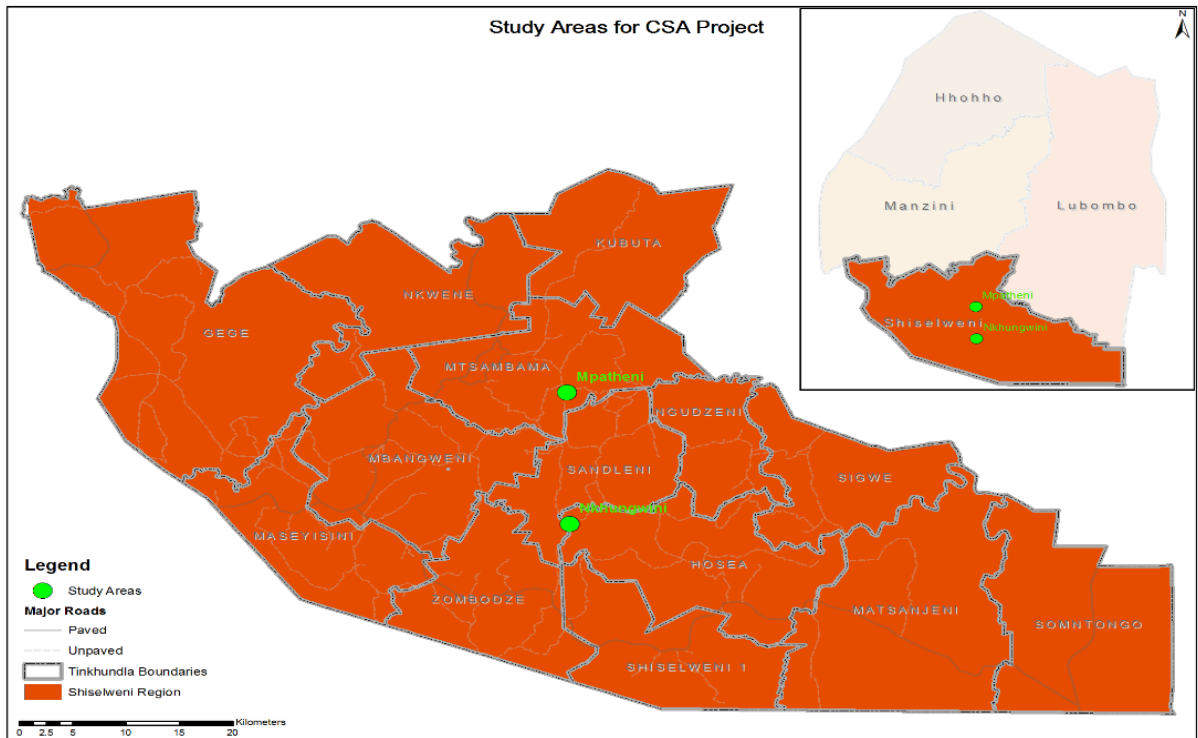 Study Areas for CSA Project
N
Hhohho
Manzini
Lubombo
Mpatheni
Shiselweni
Nkhungwini
KUBUTA
NKWENE
GEGE
MTSAMBAMA
Mpatheni
NGUDZENI
MBANGWENI
SANDLENI
SIGWE
Nkhungwini
MASEYISINI
HOSEA
ZOMBODZE
MATSANJENI
SOMNTONGO
SHISELWENI 1
Legend
Study Areas
Major Roads
Paved
Unpaved
Tinkhundla Boundaries
Shiselweni Region
Kilometers
0 2.5 5 10 15 20